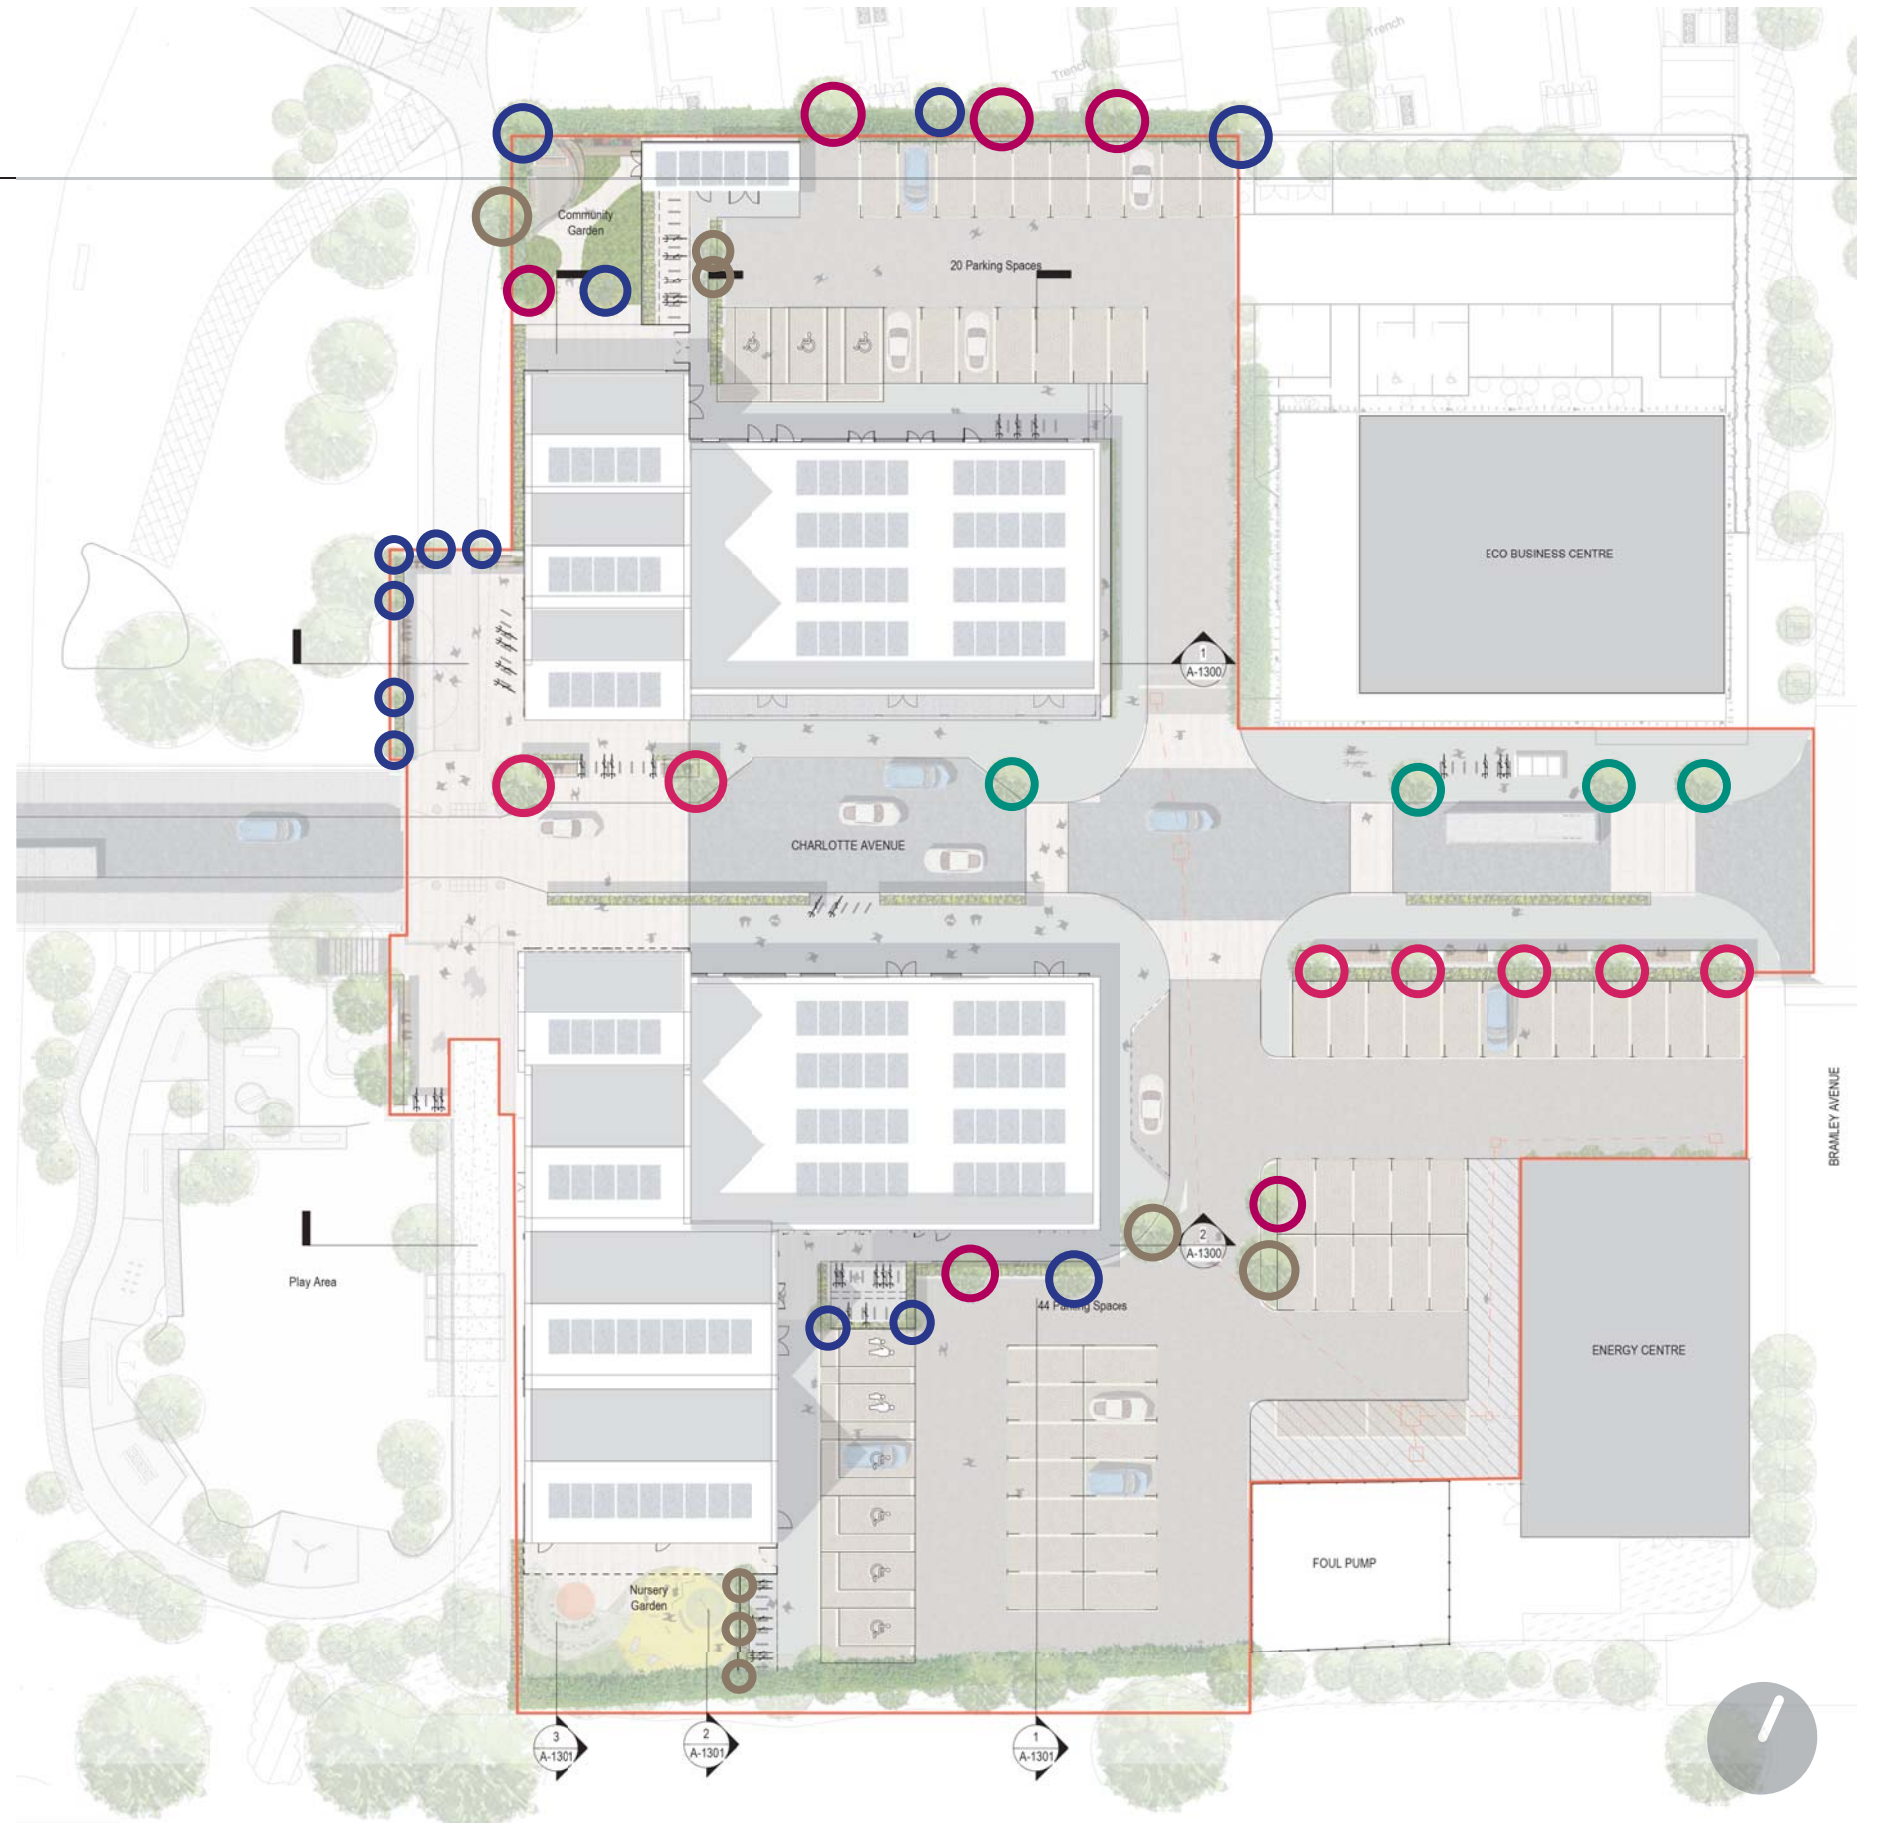 Trench
Trench
Community
Garden
20 Parking Spaces
ECO BUSINESS CENTRE
1
A-1300
CHARLOTTE AVENUE
BRAMLEY AVENUE
2
A-1300
Play Area
44 Parking Spaces
ENERGY CENTRE
FOUL PUMP
Nursery
Garden
3
A-1301
2
A-1301
1
A-1301